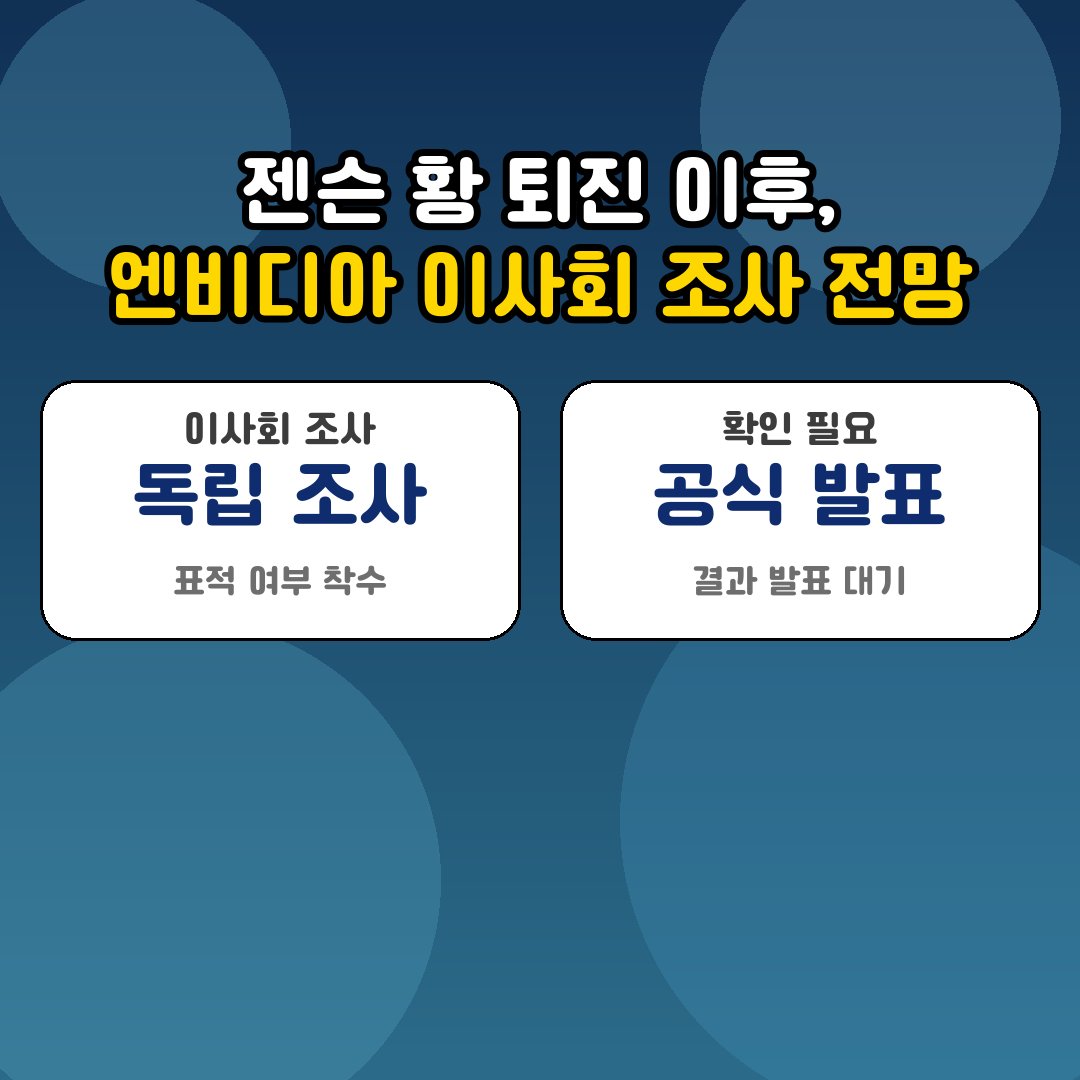 젠슨 황 퇴진 이후,
엔비디아 이사회 조사 전망
이사회 조사
독립 조사
표적 여부 착수
확인 필요
공식 발표
결과 발표 대기